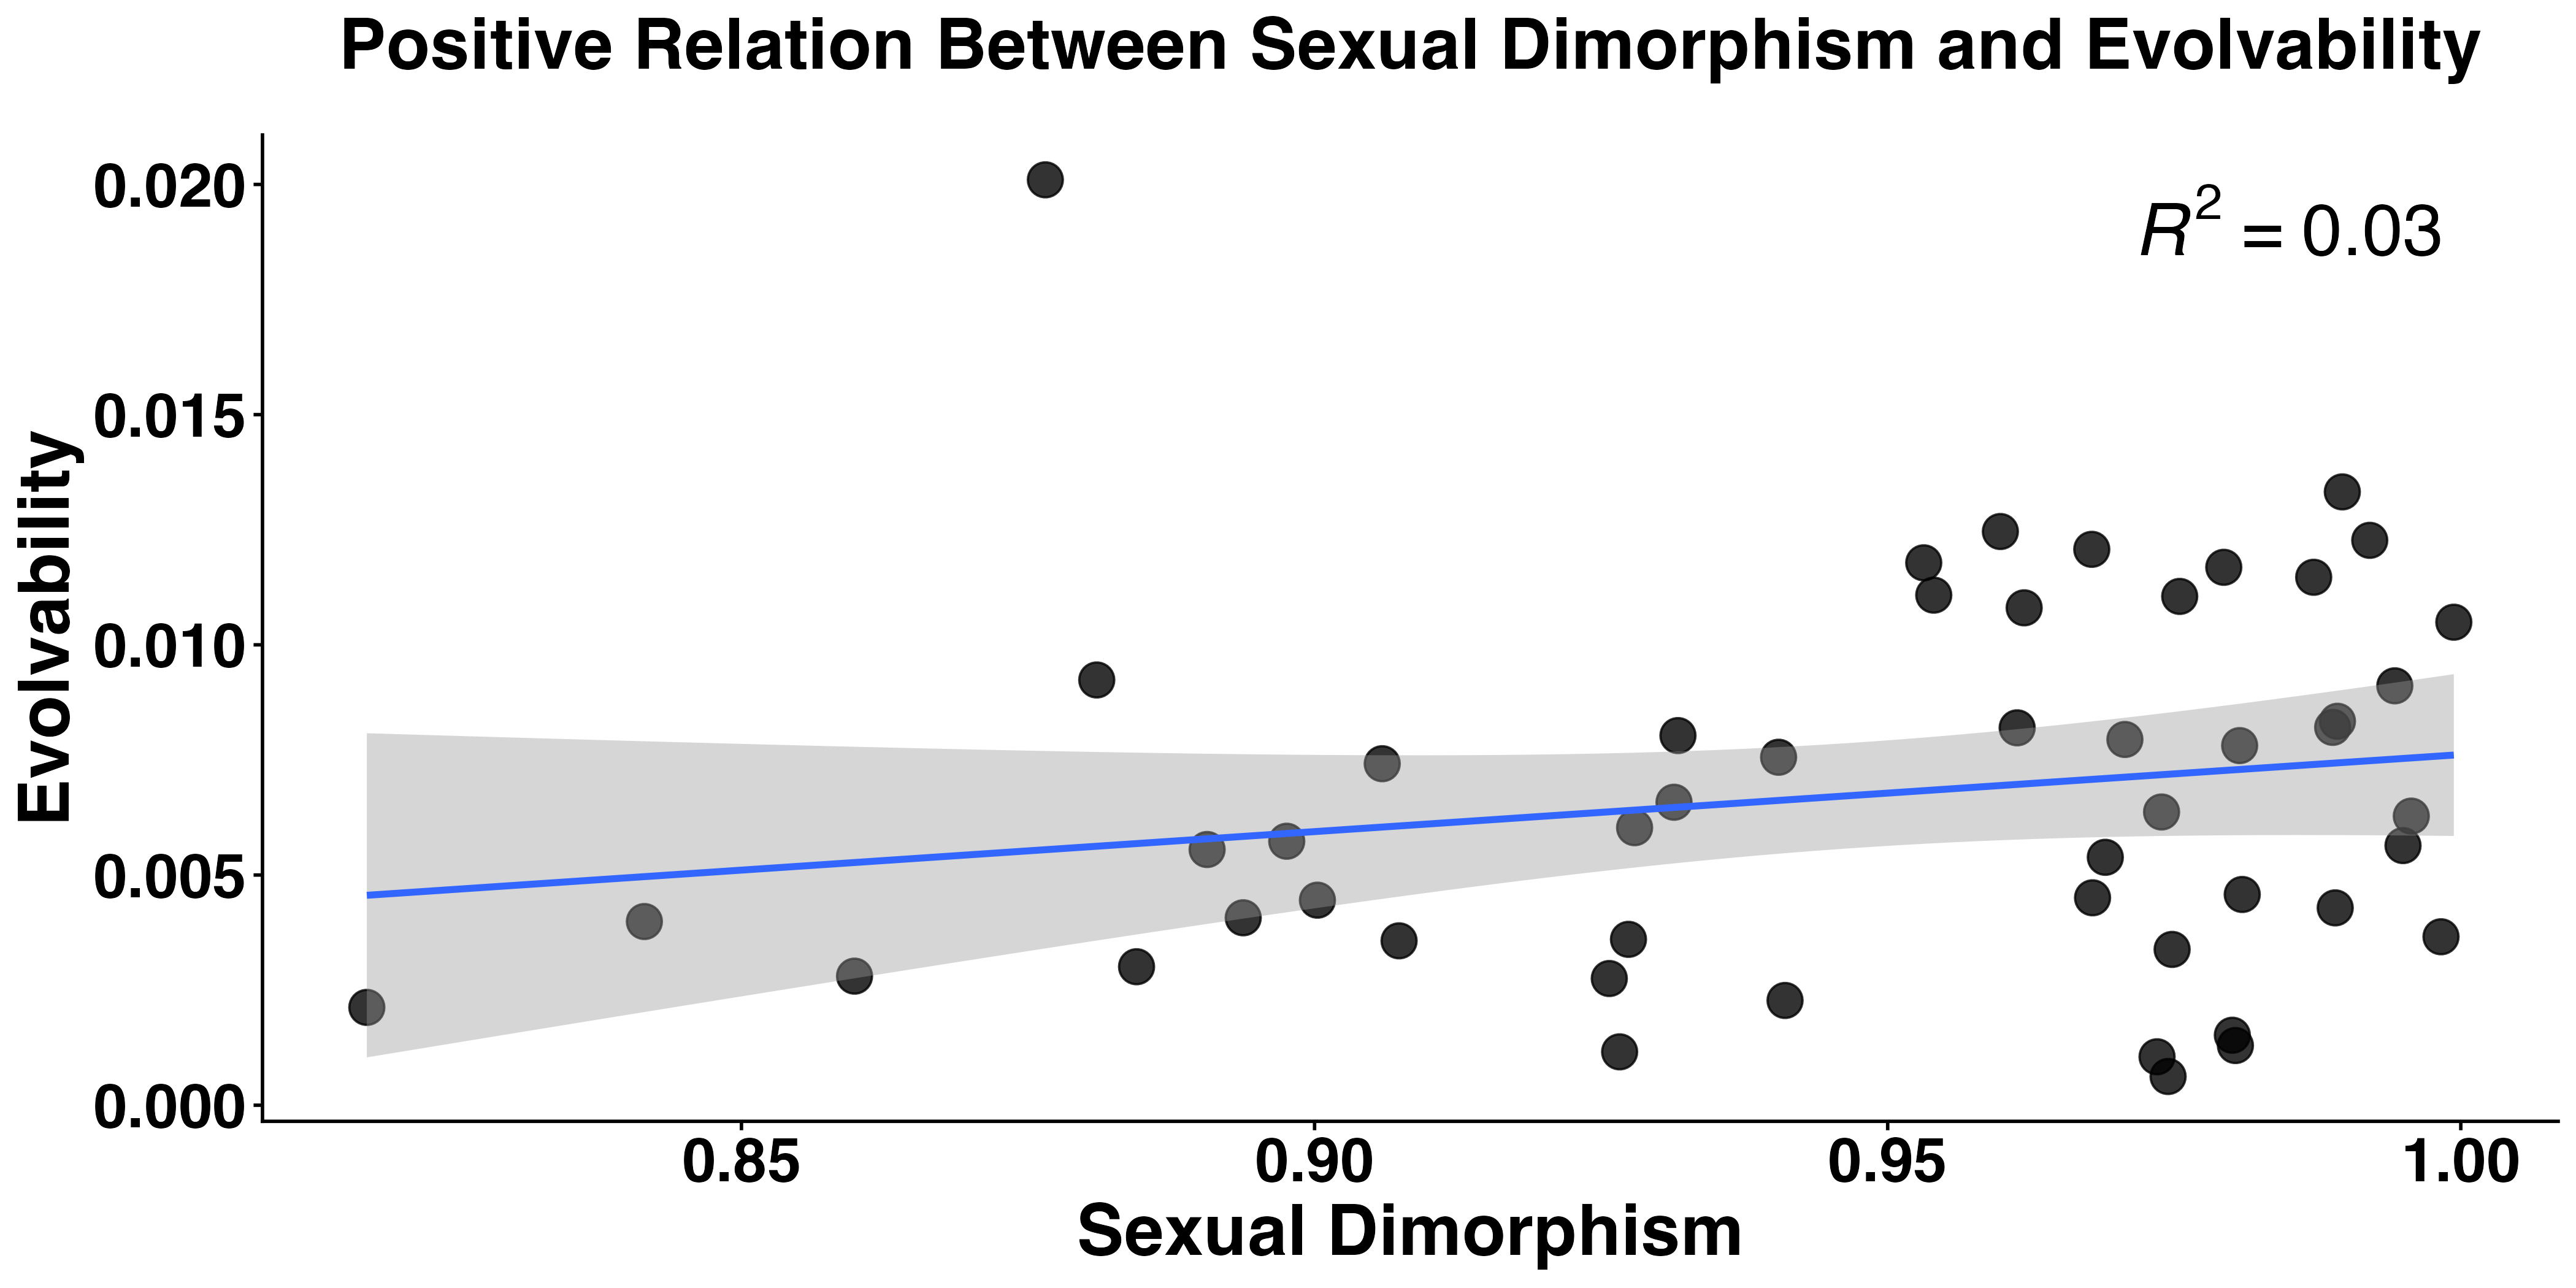 Positive Relation Between Sexual Dimorphism and Evolvability
R² = 0.03
Evolvability
0.020
0.015
0.010
0.005
0.000
0.85 0.90 0.95 1.00
Sexual Dimorphism